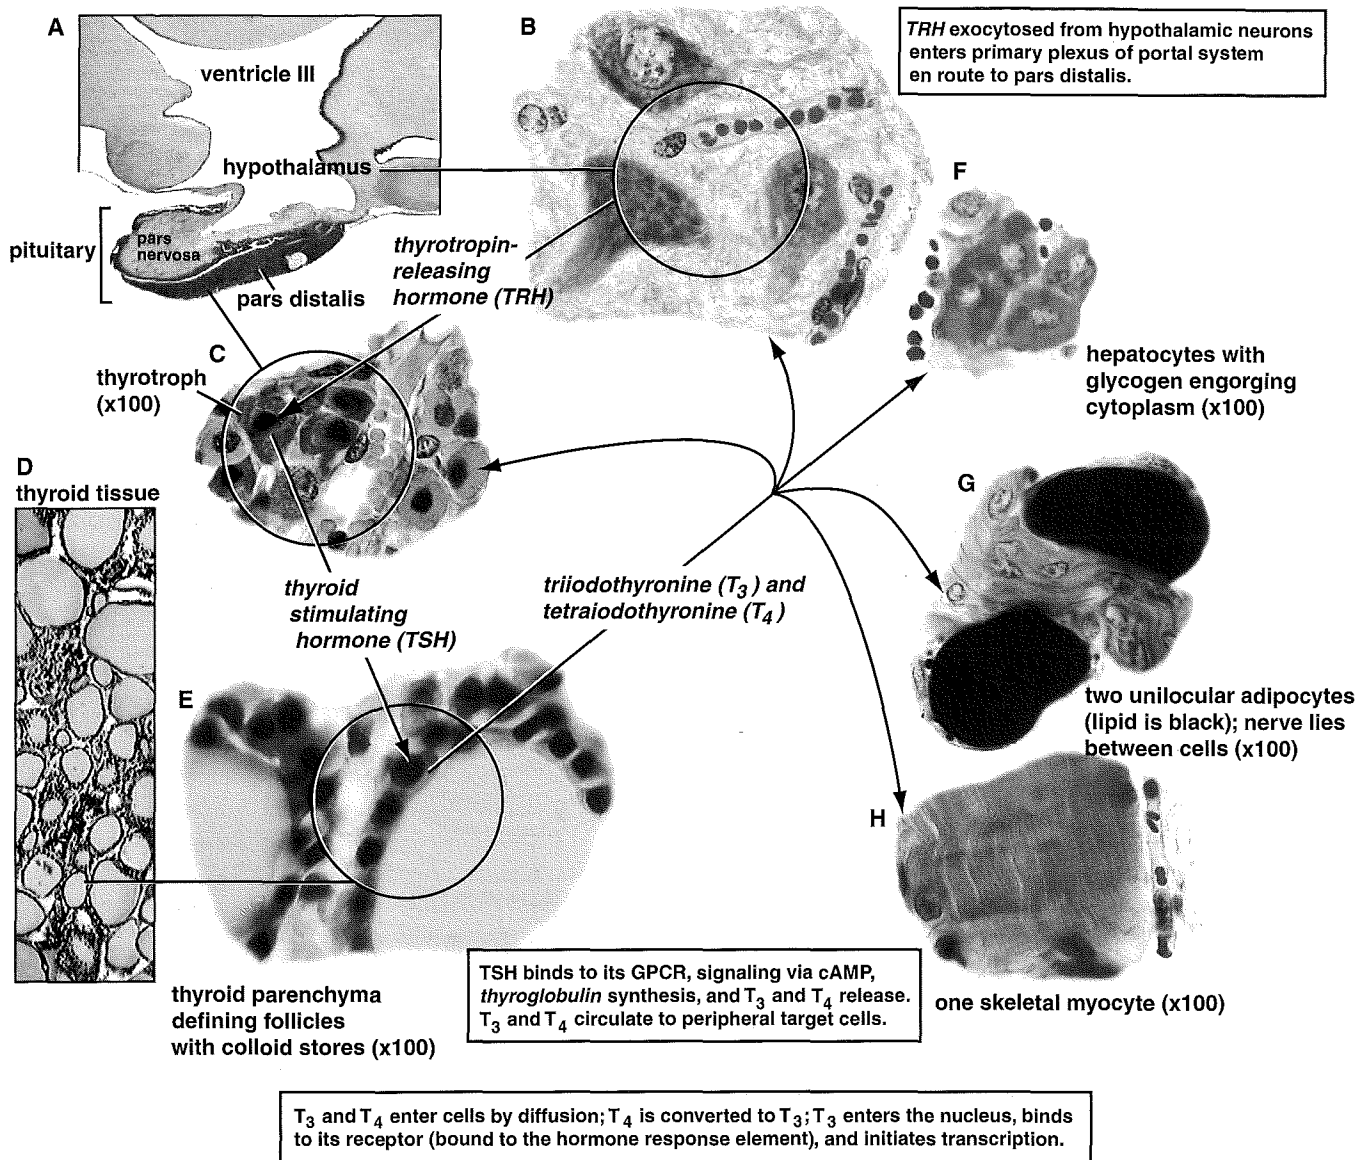 A
ventricle III
hypothalamus
pituitary
pars
nervosa
pars distalis
B
TRH exocytosed from hypothalamic neurons
enters primary plexus of portal system
en route to pars distalis.
thyrotropin-
releasing
hormone (TRH)
C
thyrotroph
(x100)
D
thyroid tissue
thyroid
stimulating
hormone (TSH)
triiodothyronine (T3) and
tetraiodothyronine (T4)
E
thyroid parenchyma
defining follicles
with colloid stores (x100)
F
hepatocytes with
glycogen engorging
cytoplasm (x100)
G
two unilocular adipocytes
(lipid is black); nerve lies
between cells (x100)
H
one skeletal myocyte (x100)
TSH binds to its GPCR, signaling via cAMP,
thyroglobulin synthesis, and T3 and T4 release.
T3 and T4 circulate to peripheral target cells.
T3 and T4 enter cells by diffusion; T4 is converted to T3; T3 enters the nucleus, binds
to its receptor (bound to the hormone response element), and initiates transcription.